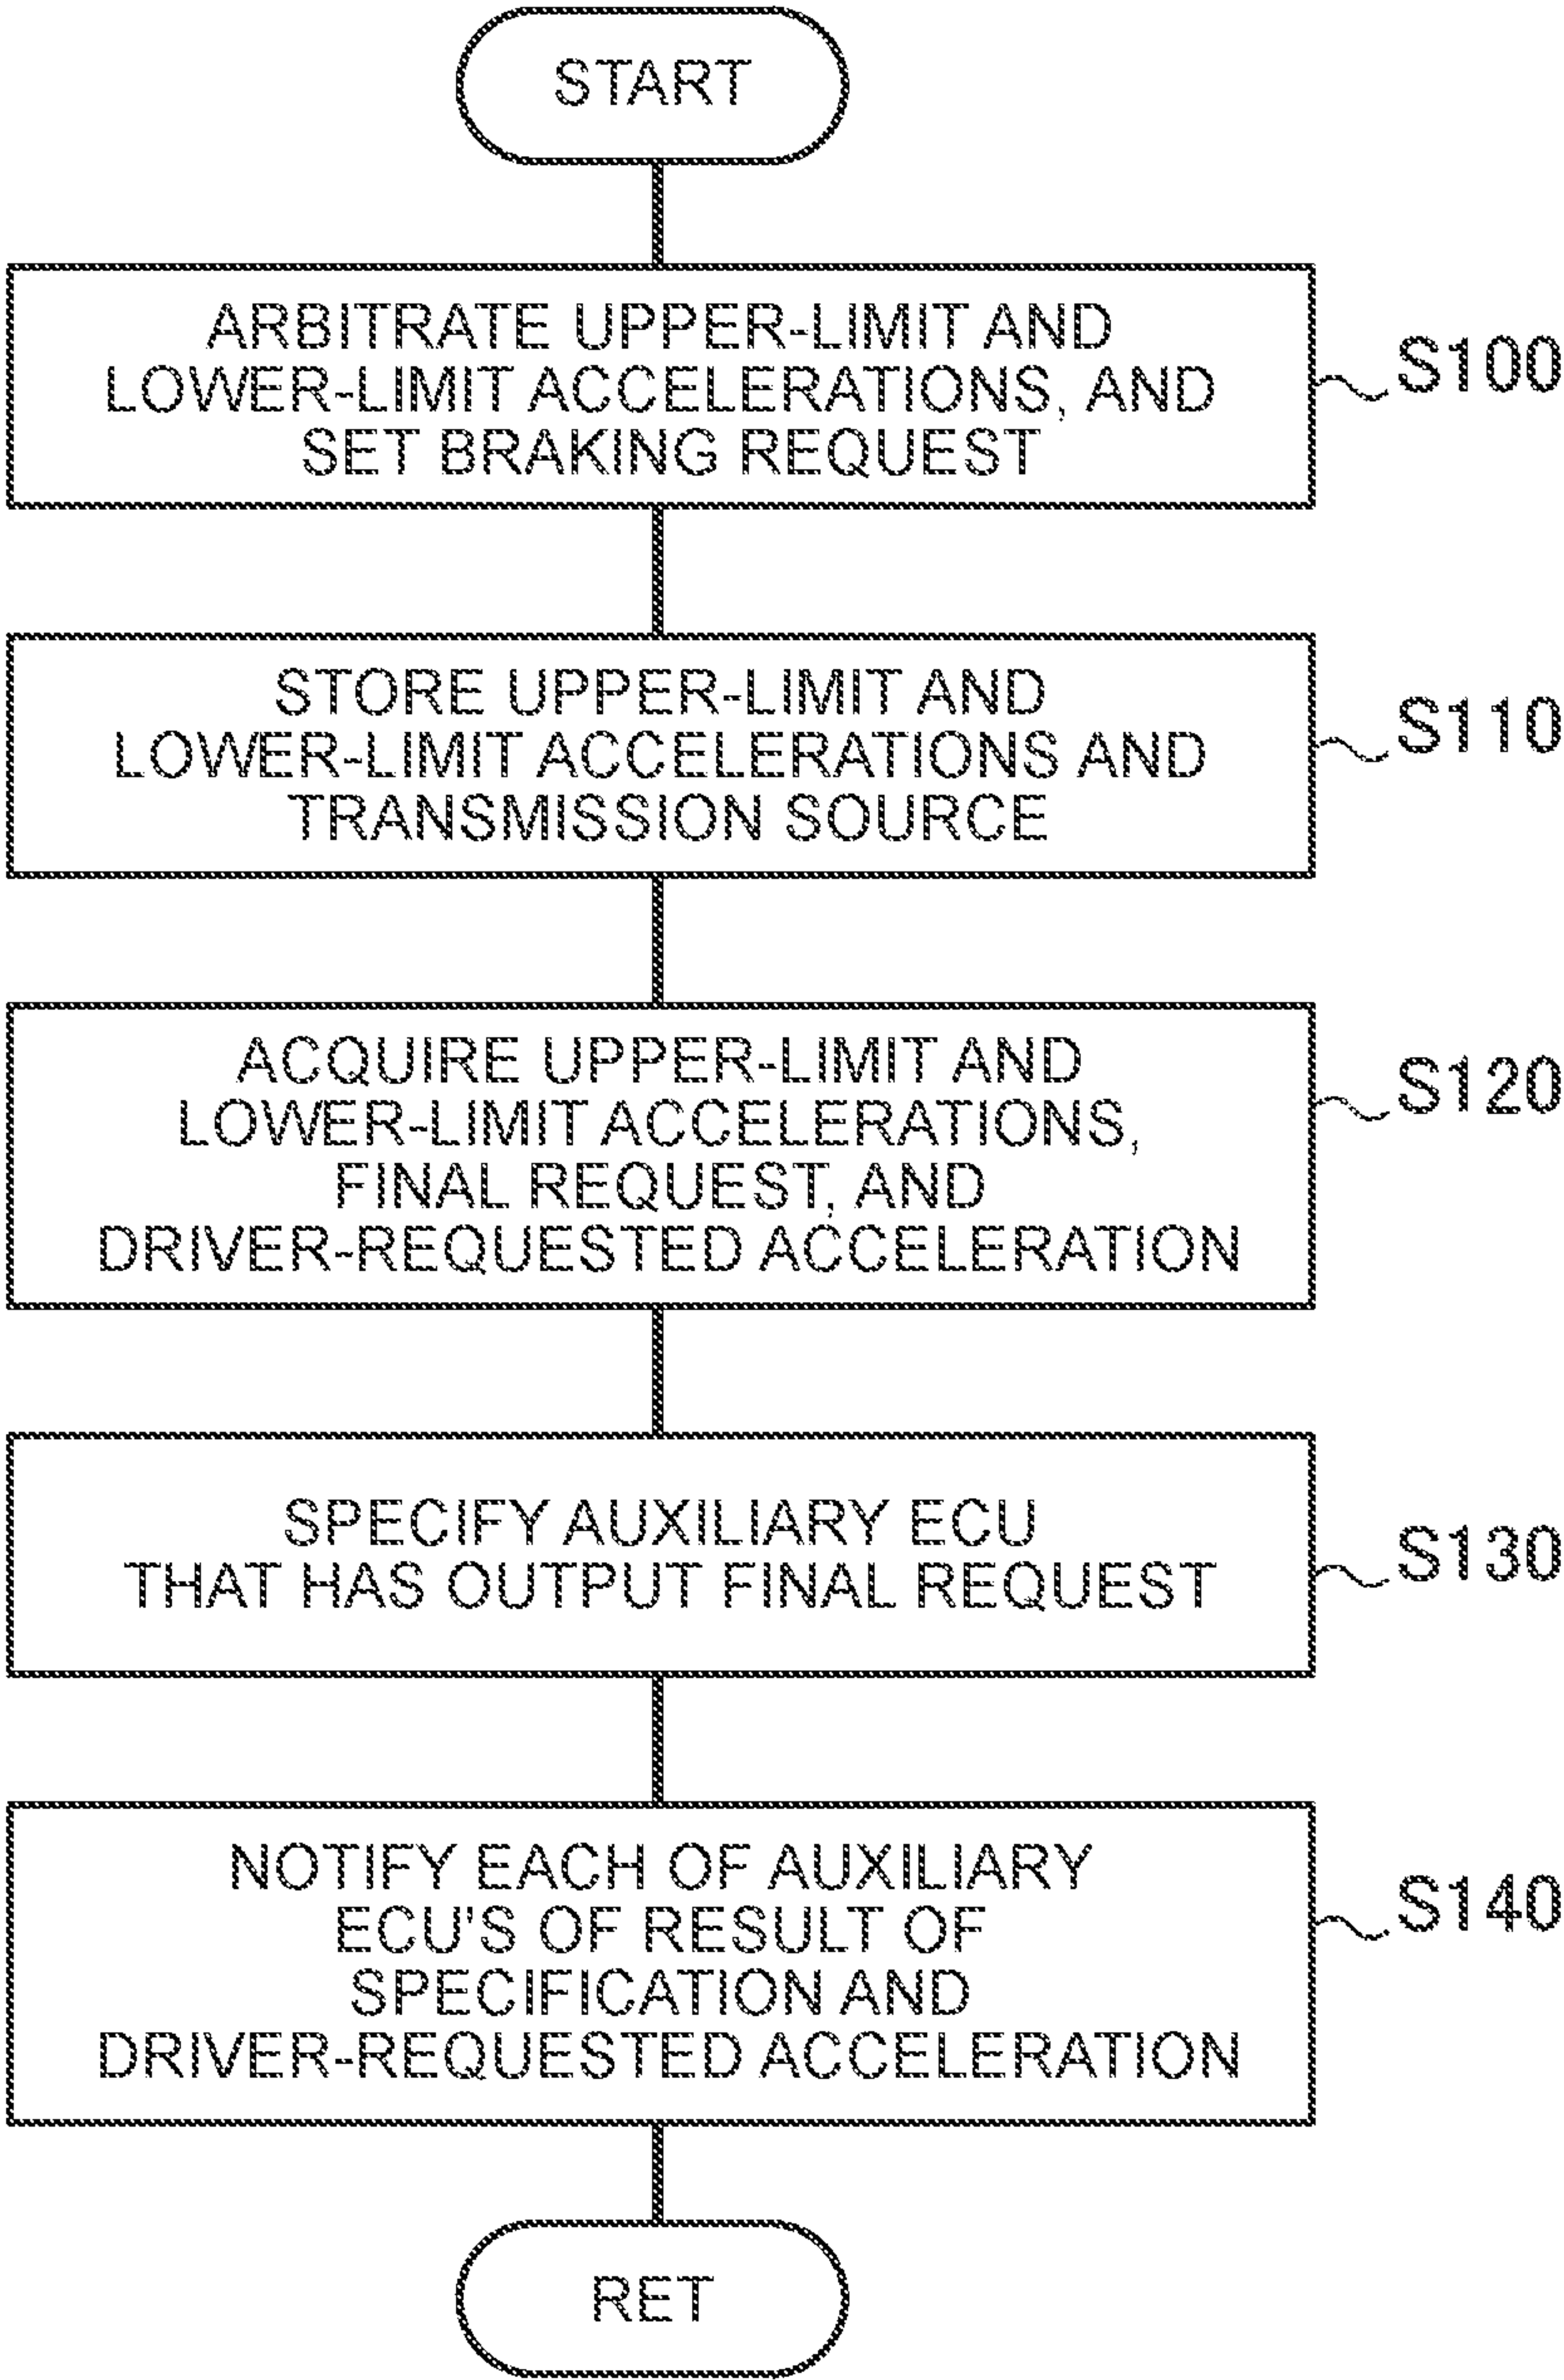 START
ARBITRATE UPPER-LIMIT AND
LOWER-LIMIT ACCELERATIONS, AND
SET BRAKING REQUEST
S100
STORE UPPER-LIMIT AND
LOWER-LIMIT ACCELERATIONS AND
TRANSMISSION SOURCE
S110
ACQUIRE UPPER-LIMIT AND
LOWER-LIMIT ACCELERATIONS,
FINAL REQUEST, AND
DRIVER-REQUESTED ACCELERATION
S120
SPECIFY AUXILIARY ECU
THAT HAS OUTPUT FINAL REQUEST
S130
NOTIFY EACH OF AUXILIARY
ECU'S OF RESULT OF
SPECIFICATION AND
DRIVER-REQUESTED ACCELERATION
S140
RET